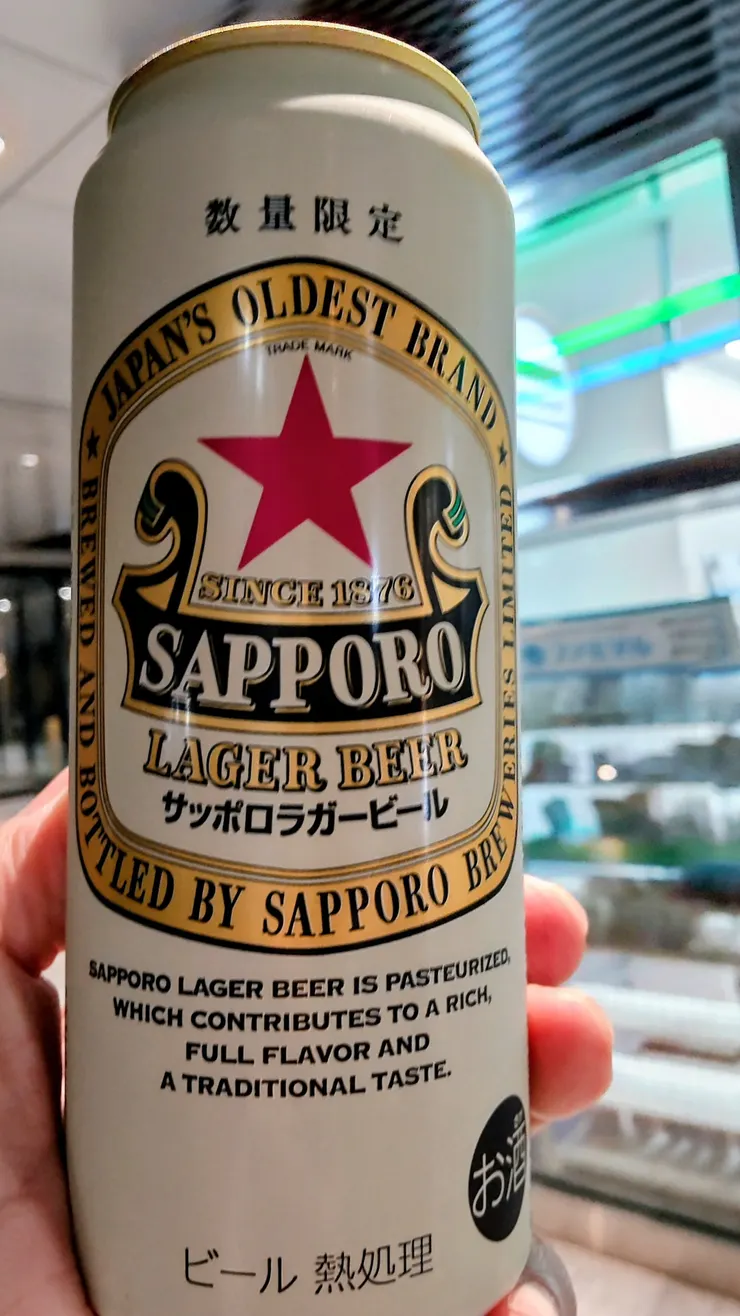 数量限定
JAPAN'S OLDEST BRAND
TRADE MARK
SINCE 1876
SAPPORO
LAGER BEER
サッポロラガービール
BREWED AND BOTTLED BY SAPPORO BREWERIES LIMITED
SAPPORO LAGER BEER IS PASTEURIZED,
WHICH CONTRIBUTES TO A RICH,
FULL FLAVOR AND
A TRADITIONAL TASTE.
お酒
ビール 熱処理